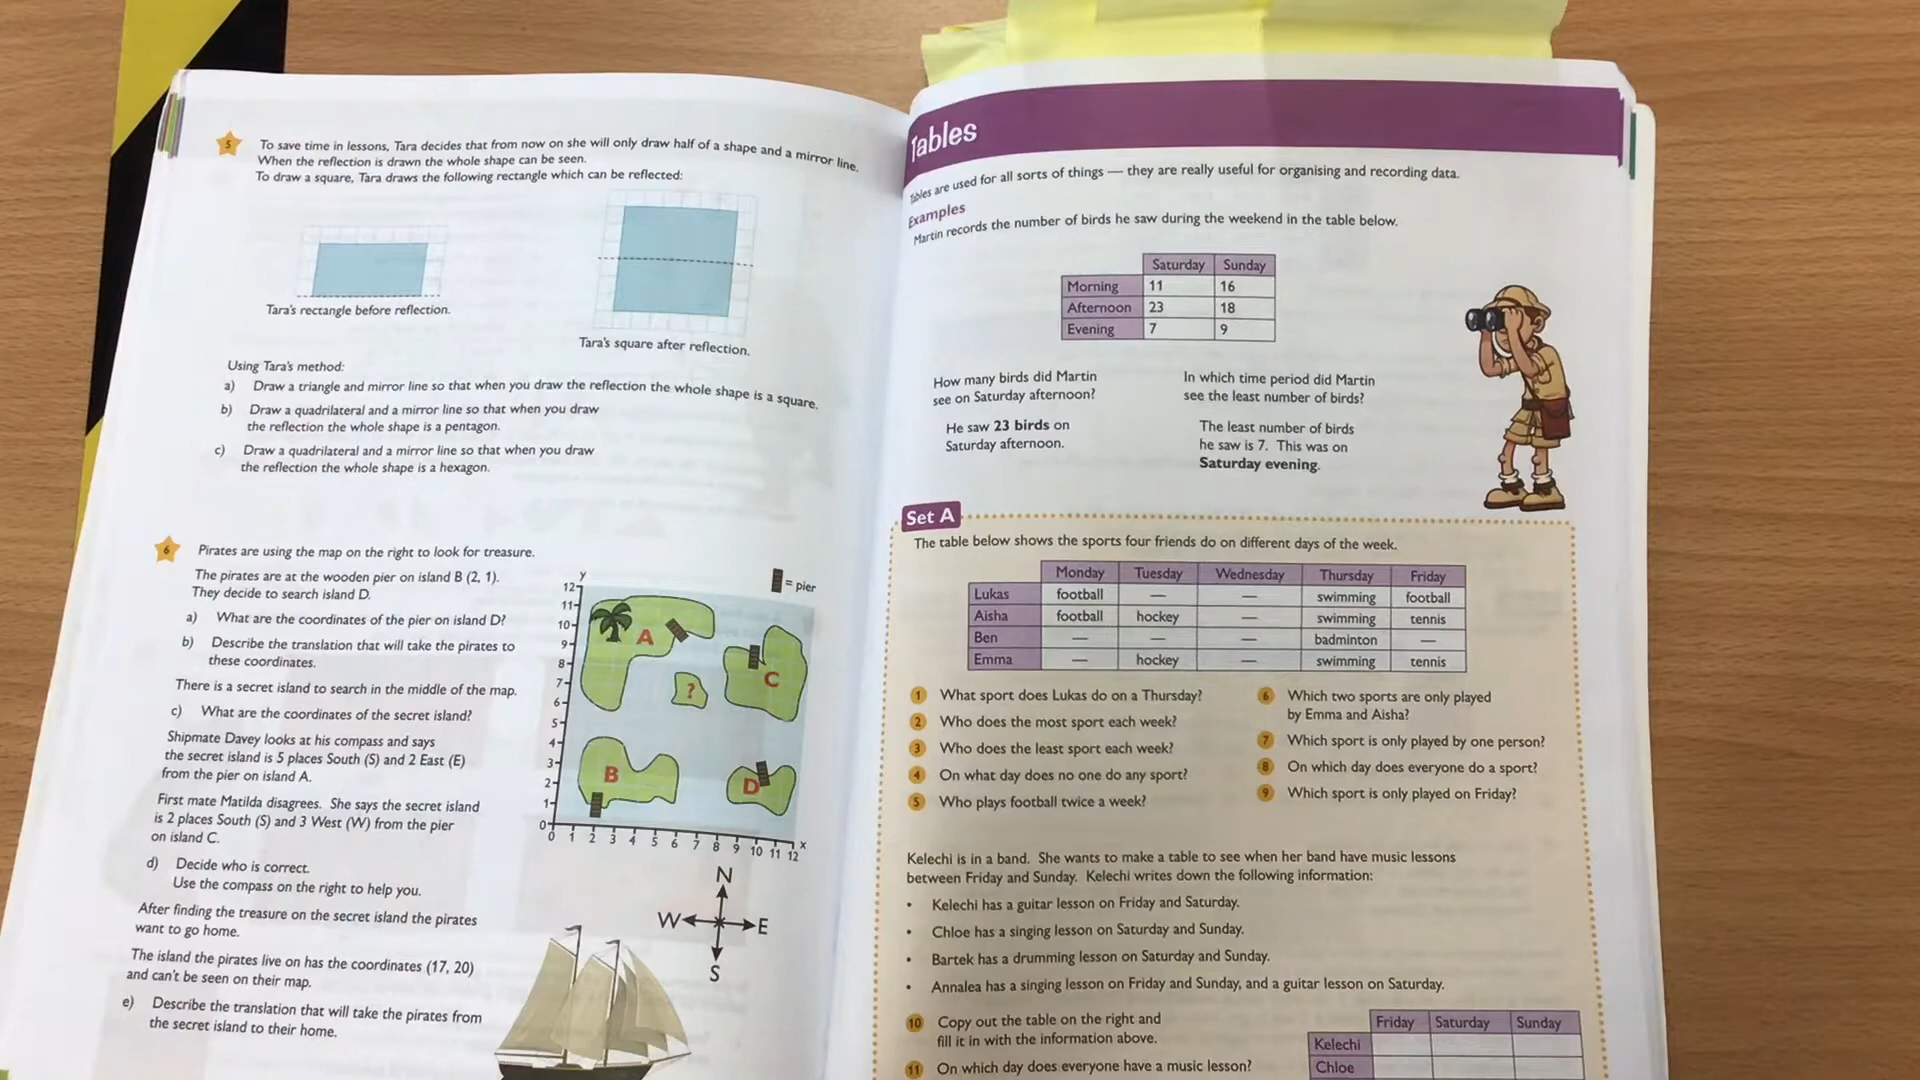 5
To save time in lessons, Tara decides that from now on she will only draw half of a shape and a mirror line.
When the reflection is drawn the whole shape can be seen.
To draw a square, Tara draws the following rectangle which can be reflected:
Tara's rectangle before reflection.
Tara's square after reflection.
Using Tara's method:
a) Draw a triangle and mirror line so that when you draw the reflection the whole shape is a square.
b) Draw a quadrilateral and a mirror line so that when you draw
the reflection the whole shape is a pentagon.
c) Draw a quadrilateral and a mirror line so that when you draw
the reflection the whole shape is a hexagon.
6
Pirates are using the map on the right to look for treasure.
The pirates are at the wooden pier on island B (2, 1).
They decide to search island D.
a) What are the coordinates of the pier on island D?
b) Describe the translation that will take the pirates to
these coordinates.
There is a secret island to search in the middle of the map.
c) What are the coordinates of the secret island?
Shipmate Davey looks at his compass and says
the secret island is 5 places South (S) and 2 East (E)
from the pier on island A.
First mate Matilda disagrees. She says the secret island
is 2 places South (S) and 3 West (W) from the pier
on island C.
d) Decide who is correct.
Use the compass on the right to help you.
After finding the treasure on the secret island the pirates
want to go home.
The island the pirates live on has the coordinates (17, 20)
and can't be seen on their map.
e) Describe the translation that will take the pirates from
the secret island to their home.
= pier
y
12
11
10
9
8
7
6
5
4
3
2
1
0
0 1 2 3 4 5 6 7 8 9 10 11 12 x
A
C
?
B
D
N
W E
S
Tables
Tables are used for all sorts of things — they are really useful for organising and recording data.
Examples
Martin records the number of birds he saw during the weekend in the table below.
Saturday Sunday
Morning 11 16
Afternoon 23 18
Evening 7 9
How many birds did Martin
see on Saturday afternoon?
He saw 23 birds on
Saturday afternoon.
In which time period did Martin
see the least number of birds?
The least number of birds
he saw is 7. This was on
Saturday evening.
Set A
The table below shows the sports four friends do on different days of the week.
Monday Tuesday Wednesday Thursday Friday
Lukas football — — swimming football
Aisha football hockey — swimming tennis
Ben — — — badminton —
Emma — hockey — swimming tennis
1 What sport does Lukas do on a Thursday?
2 Who does the most sport each week?
3 Who does the least sport each week?
4 On what day does no one do any sport?
5 Who plays football twice a week?
6 Which two sports are only played
by Emma and Aisha?
7 Which sport is only played by one person?
8 On which day does everyone do a sport?
9 Which sport is only played on Friday?
Kelechi is in a band. She wants to make a table to see when her band have music lessons
between Friday and Sunday. Kelechi writes down the following information:
• Kelechi has a guitar lesson on Friday and Saturday.
• Chloe has a singing lesson on Saturday and Sunday.
• Bartek has a drumming lesson on Saturday and Sunday.
• Annalea has a singing lesson on Friday and Sunday, and a guitar lesson on Saturday.
10 Copy out the table on the right and
fill it in with the information above.
11 On which day does everyone have a music lesson?
Friday Saturday Sunday
Kelechi
Chloe